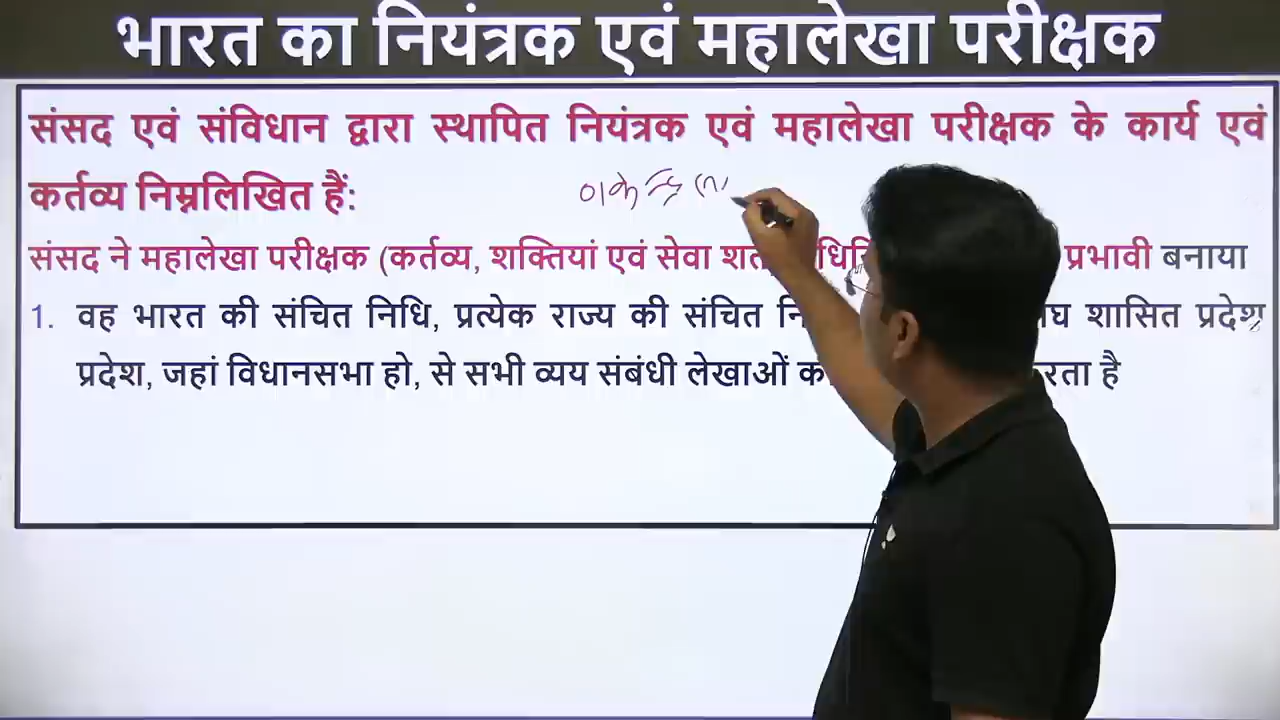 भारत का नियंत्रक एवं महालेखा परीक्षक
संसद एवं संविधान द्वारा स्थापित नियंत्रक एवं महालेखा परीक्षक के कार्य एवं
कर्तव्य निम्नलिखित हैं:
संसद ने महालेखा परीक्षक (कर्तव्य, शक्तियां एवं सेवा प्रभावी बनाया
1. वह भारत की संचित निधि, प्रत्येक राज्य की संचित शासित प्रदेश
प्रदेश, जहां विधानसभा हो, से सभी व्यय संबंधी लेखाओं है